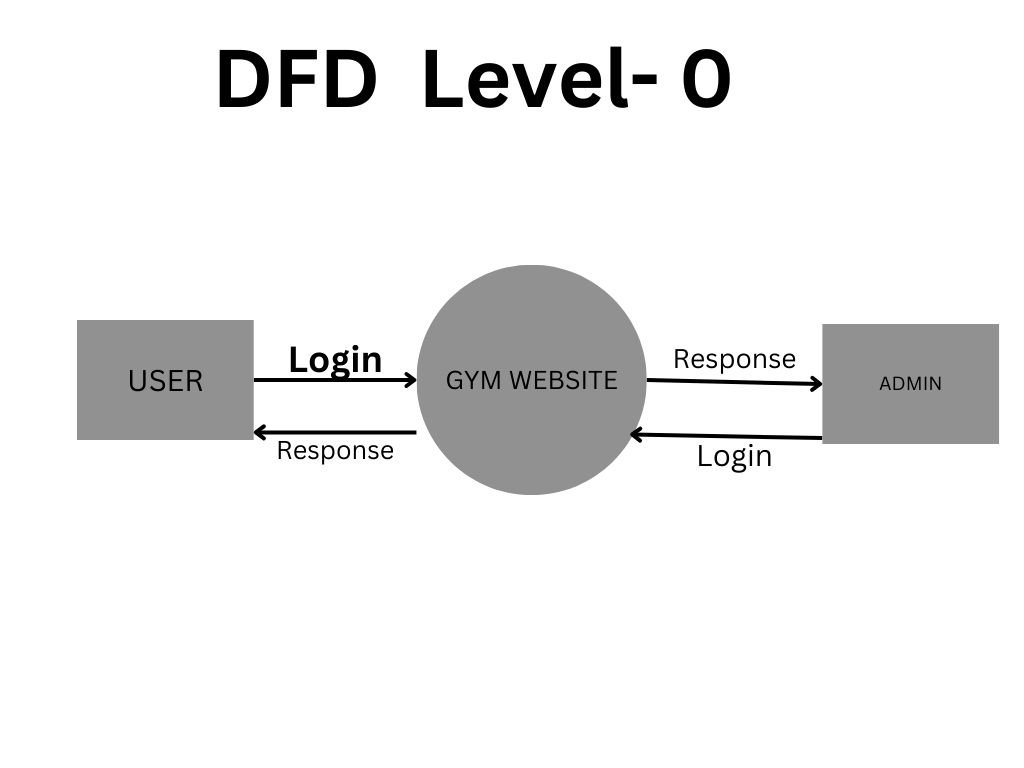 DFD Level- 0
USER
Login
Response
GYM WEBSITE
Response
Login
ADMIN